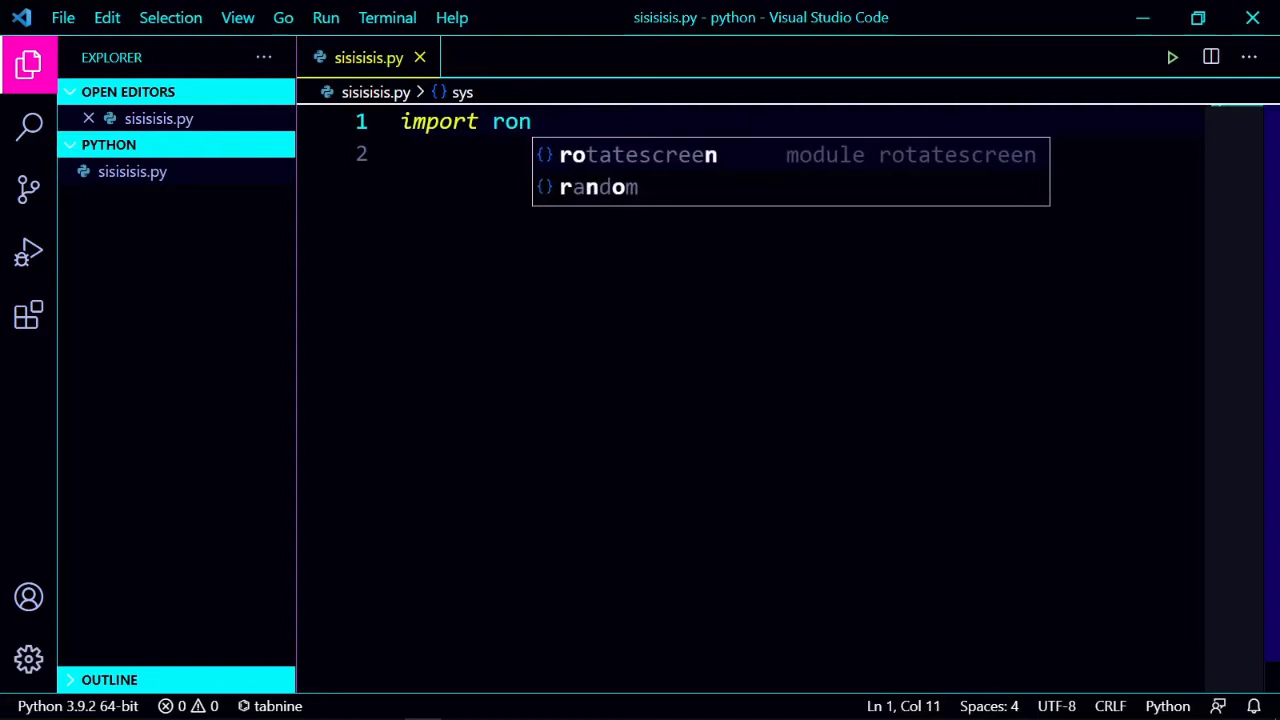 File Edit Selection View Go Run Terminal Help
sisisisis.py - python - Visual Studio Code
EXPLORER
sisisisis.py
OPEN EDITORS
sisisisis.py
PYTHON
sisisisis.py
sisisisis.py > {} sys
1 import ron
2
{} rotatescreen module rotatescreen
{} random
OUTLINE
Python 3.9.2 64-bit 0 0 tabnine Ln 1, Col 11 Spaces: 4 UTF-8 CRLF Python